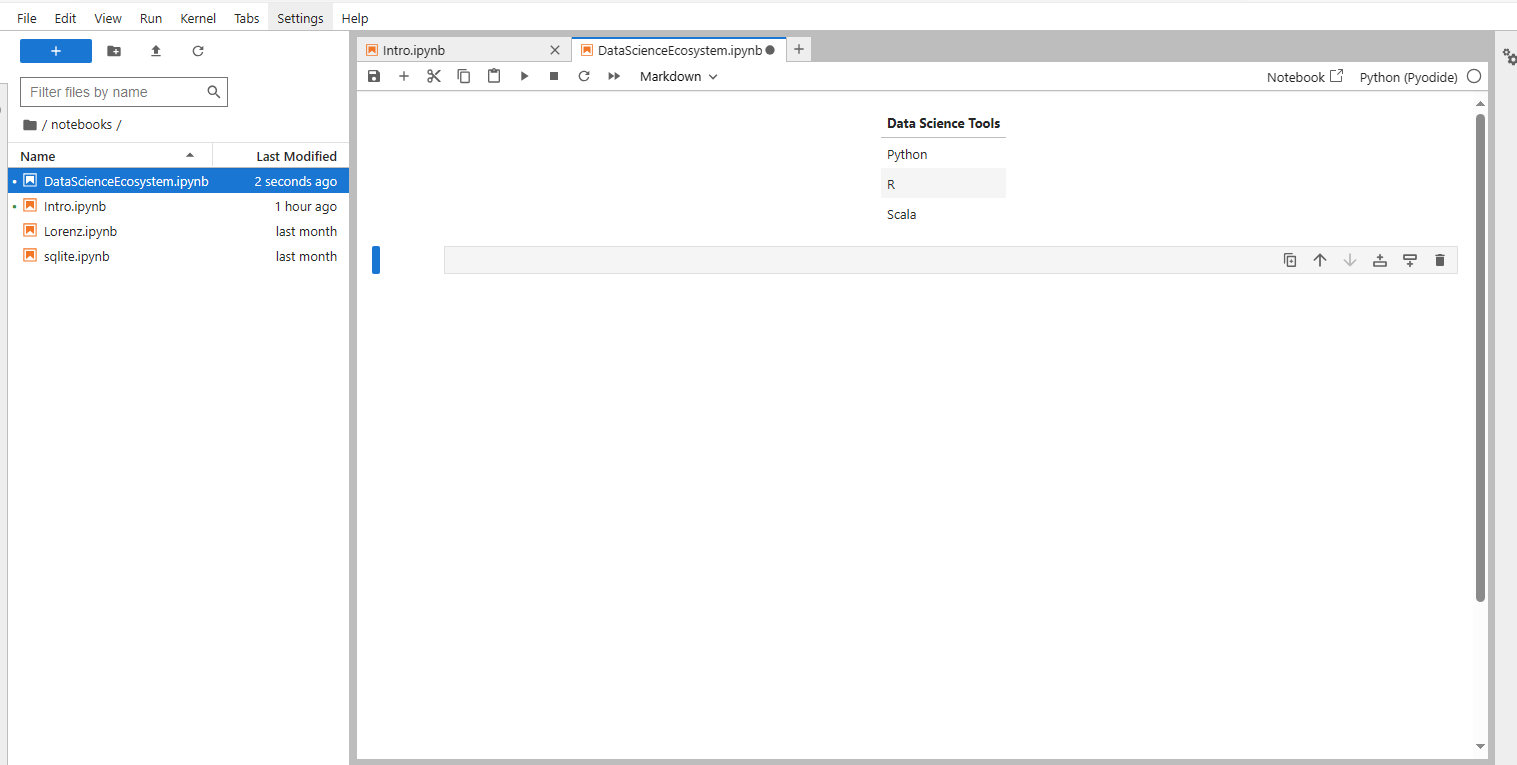 File Edit View Run Kernel Tabs Settings Help
Filter files by name
/ notebooks /
Name Last Modified
DataScienceEcosystem.ipynb 2 seconds ago
Intro.ipynb 1 hour ago
Lorenz.ipynb last month
sqlite.ipynb last month
Intro.ipynb DataScienceEcosystem.ipynb
Markdown Notebook Python (Pyodide)
Data Science Tools
Python
R
Scala